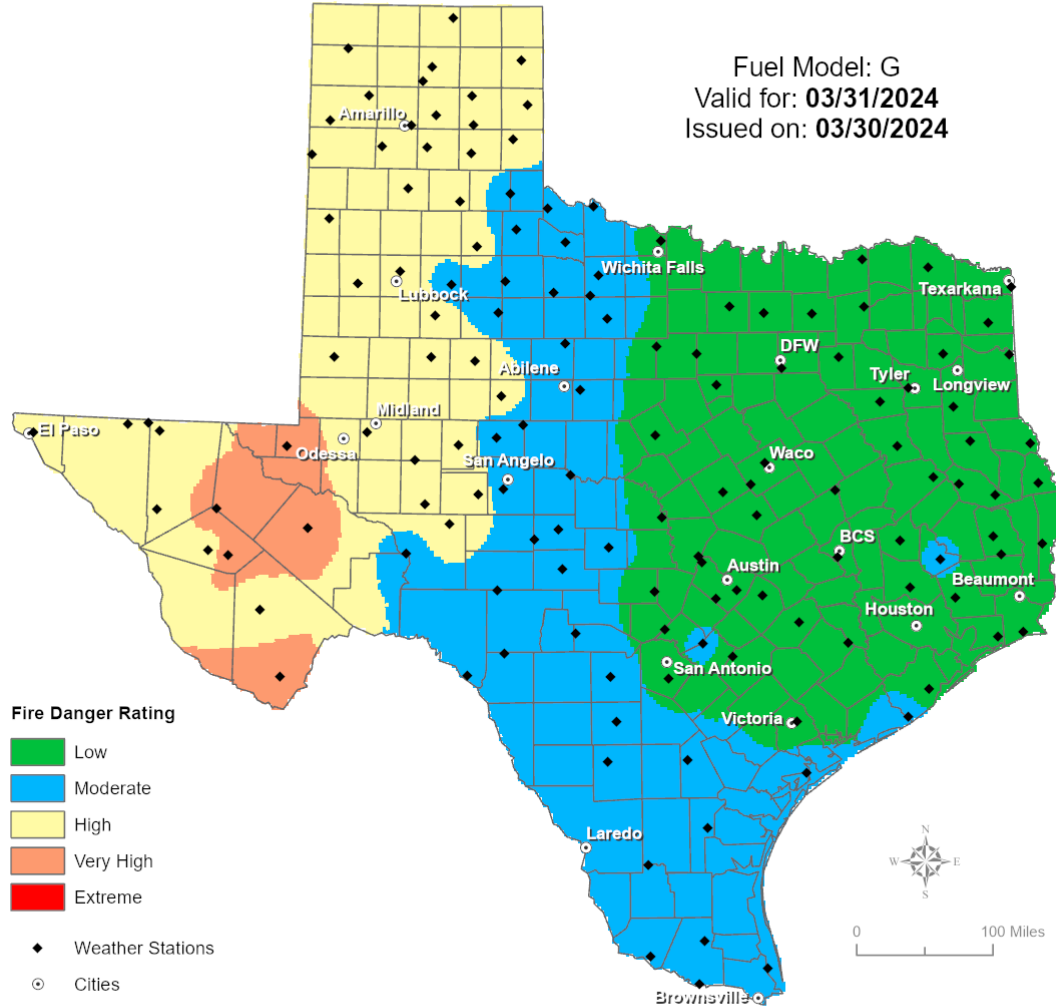 Fuel Model: G
Valid for: 03/31/2024
Issued on: 03/30/2024
Amarillo
Wichita Falls
Lubbock
Texarkana
DFW
Abilene
Tyler
Longview
Midland
El Paso
Odessa
San Angelo
Waco
BCS
Austin
Beaumont
Houston
San Antonio
Victoria
Laredo
Brownsville
Fire Danger Rating
Low
Moderate
High
Very High
Extreme
Weather Stations
Cities
N
W E
S
0 100 Miles